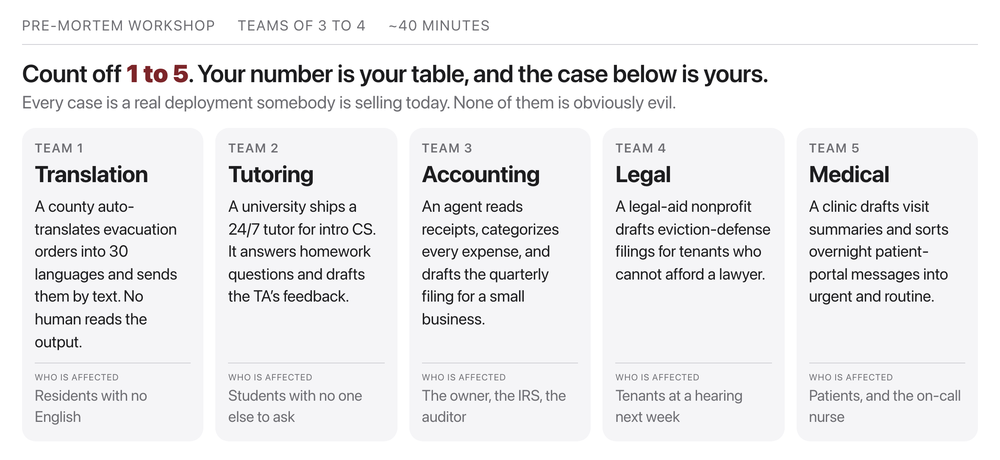 PRE-MORTEM WORKSHOP TEAMS OF 3 TO 4 ~40 MINUTES
Count off 1 to 5. Your number is your table, and the case below is yours.
Every case is a real deployment somebody is selling today. None of them is obviously evil.
TEAM 1
Translation
A county auto-
translates evacuation
orders into 30
languages and sends
them by text. No
human reads the
output.
WHO IS AFFECTED
Residents with no
English
TEAM 2
Tutoring
A university ships a
24/7 tutor for intro CS.
It answers homework
questions and drafts
the TA’s feedback.
WHO IS AFFECTED
Students with no one
else to ask
TEAM 3
Accounting
An agent reads
receipts, categorizes
every expense, and
drafts the quarterly
filing for a small
business.
WHO IS AFFECTED
The owner, the IRS, the
auditor
TEAM 4
Legal
A legal-aid nonprofit
drafts eviction-defense
filings for tenants who
cannot afford a lawyer.
WHO IS AFFECTED
Tenants at a hearing
next week
TEAM 5
Medical
A clinic drafts visit
summaries and sorts
overnight patient-
portal messages into
urgent and routine.
WHO IS AFFECTED
Patients, and the on-call
nurse